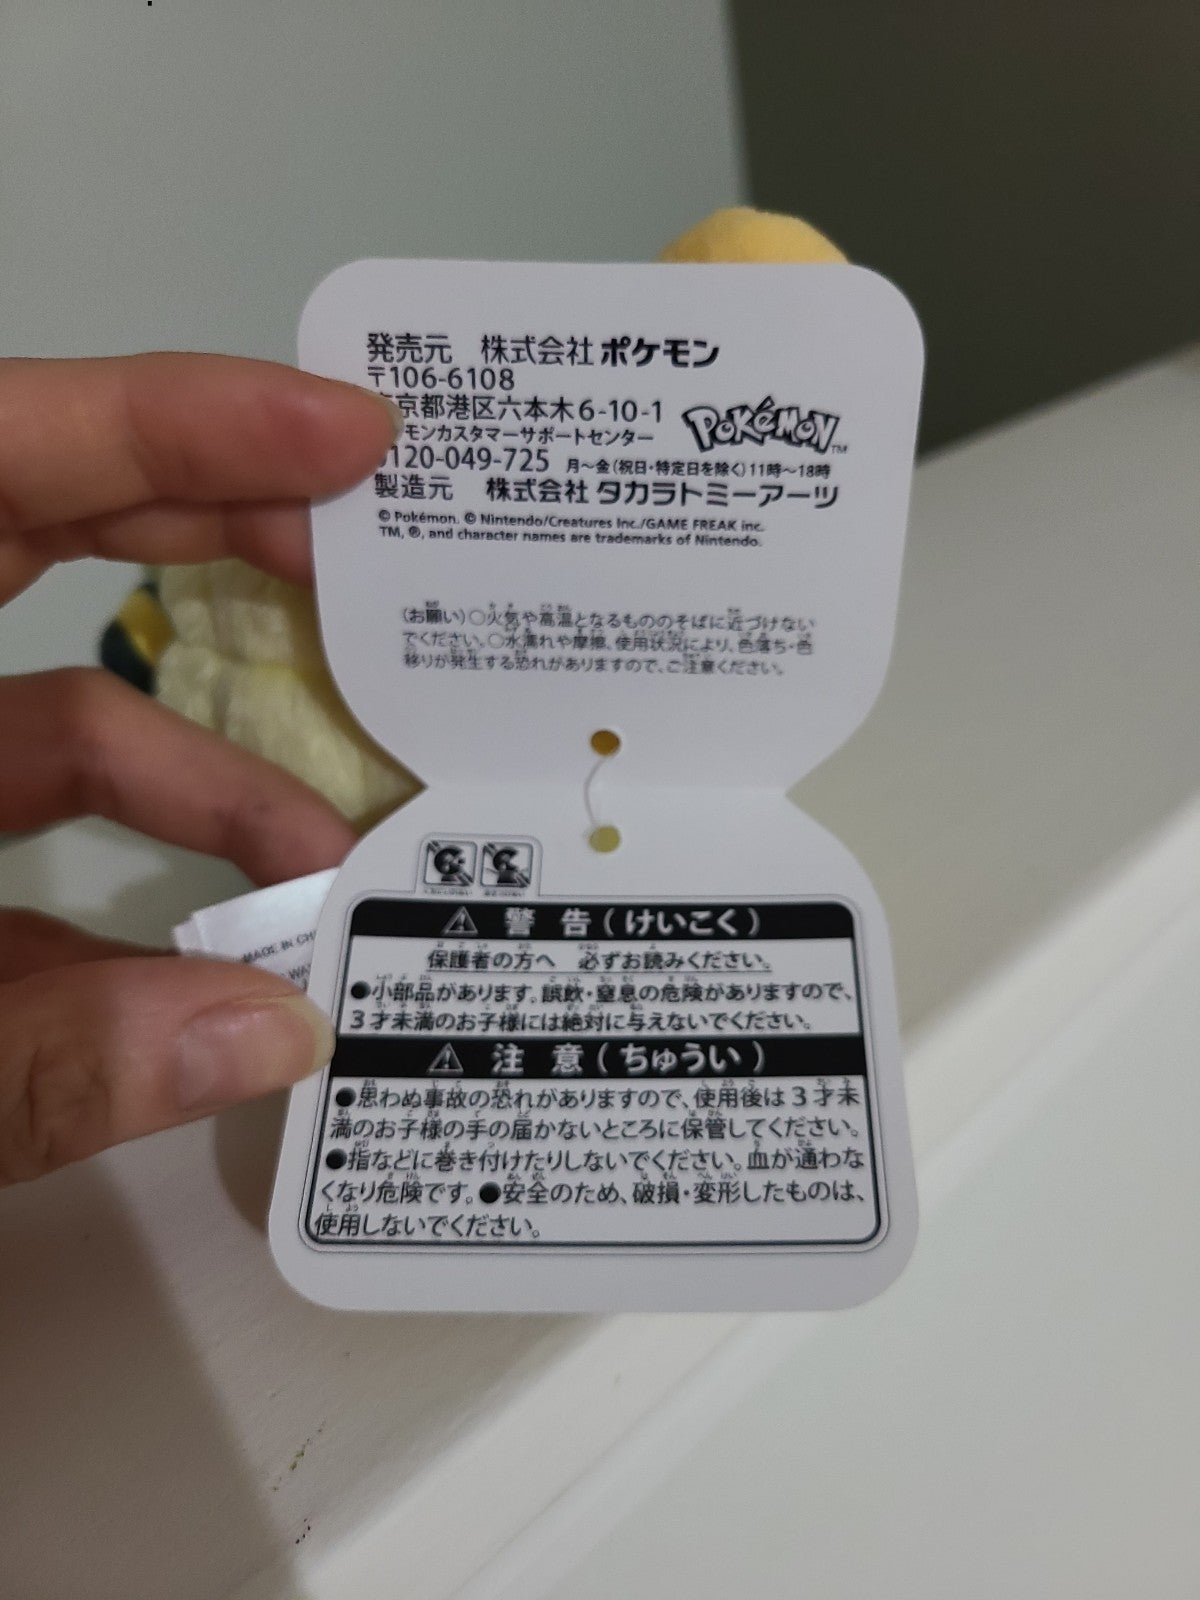 発売元 株式会社ポケモン
〒106-6108
京都港区六本木6-10-1
モンカスタマーサポートセンター
POKéMON™
120-049-725 月～金(祝日・特定日を除く)11時～18時
製造元 株式会社タカラトミーアーツ
© Pokémon. © Nintendo/Creatures Inc./GAME FREAK inc.
TM, ®, and character names are trademarks of Nintendo.
(お願い)○火気や高温となるもののそばに近づけない
でください。○水濡れや摩擦、使用状況により、色落ち・色
移りが発生する恐れがありますので、ご注意ください。
⚠ 警告(けいこく)
保護者の方へ 必ずお読みください。
●小部品があります。誤飲・窒息の危険がありますので、
3才未満のお子様には絶対に与えないでください。
⚠ 注意(ちゅうい)
●思わぬ事故の恐れがありますので、使用後は3才未
満のお子様の手の届かないところに保管してください。
●指などに巻き付けたりしないでください。血が通わな
くなり危険です。●安全のため、破損・変形したものは、
使用しないでください。
MADE IN CH